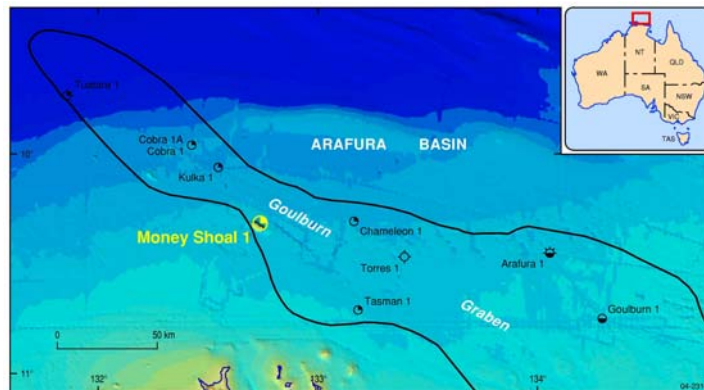 Tuatara 1
Cobra 1A
Cobra 1
Kulka 1
ARAFURA BASIN
10°
Goulburn
Money Shoal 1
Chameleon 1
Torres 1
Arafura 1
Tasman 1
Graben
Goulburn 1
0 50 km
11°
132°
133°
134°
WA
NT
QLD
SA
NSW
VIC
TAS